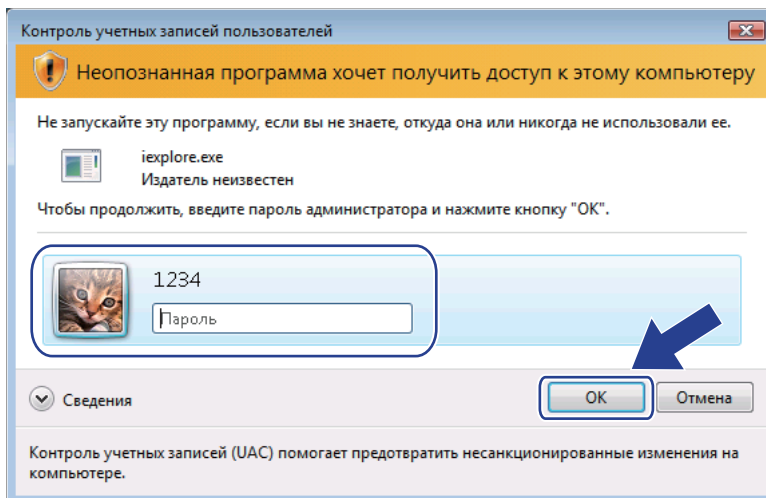 Контроль учетных записей пользователей
Неопознанная программа хочет получить доступ к этому компьютеру
Не запускайте эту программу, если вы не знаете, откуда она или никогда не использовали ее.
iexplore.exe
Издатель неизвестен
Чтобы продолжить, введите пароль администратора и нажмите кнопку "ОК".
1234
Пароль
Сведения
ОК
Отмена
Контроль учетных записей (UAC) помогает предотвратить несанкционированные изменения на
компьютере.